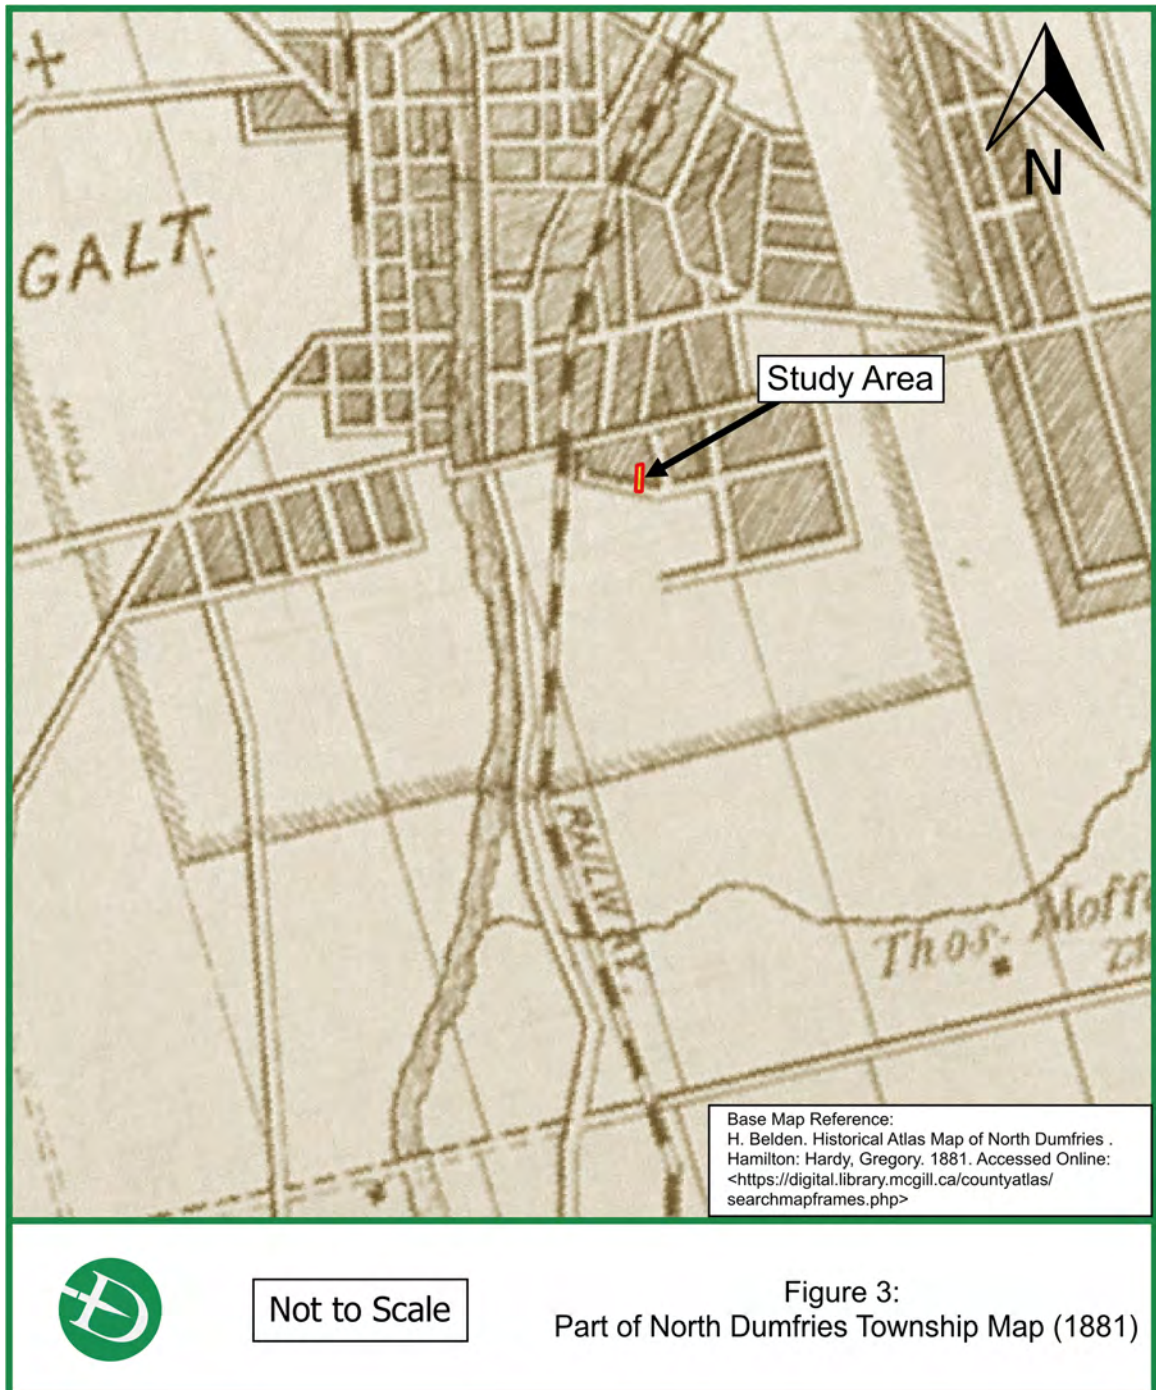 GALT.
N
Study Area
RAILWAY.
Thos. Moff
Base Map Reference:
H. Belden. Historical Atlas Map of North Dumfries .
Hamilton: Hardy, Gregory. 1881. Accessed Online:
<https://digital.library.mcgill.ca/countyatlas/
searchmapframes.php>
D
Not to Scale
Figure 3:
Part of North Dumfries Township Map (1881)